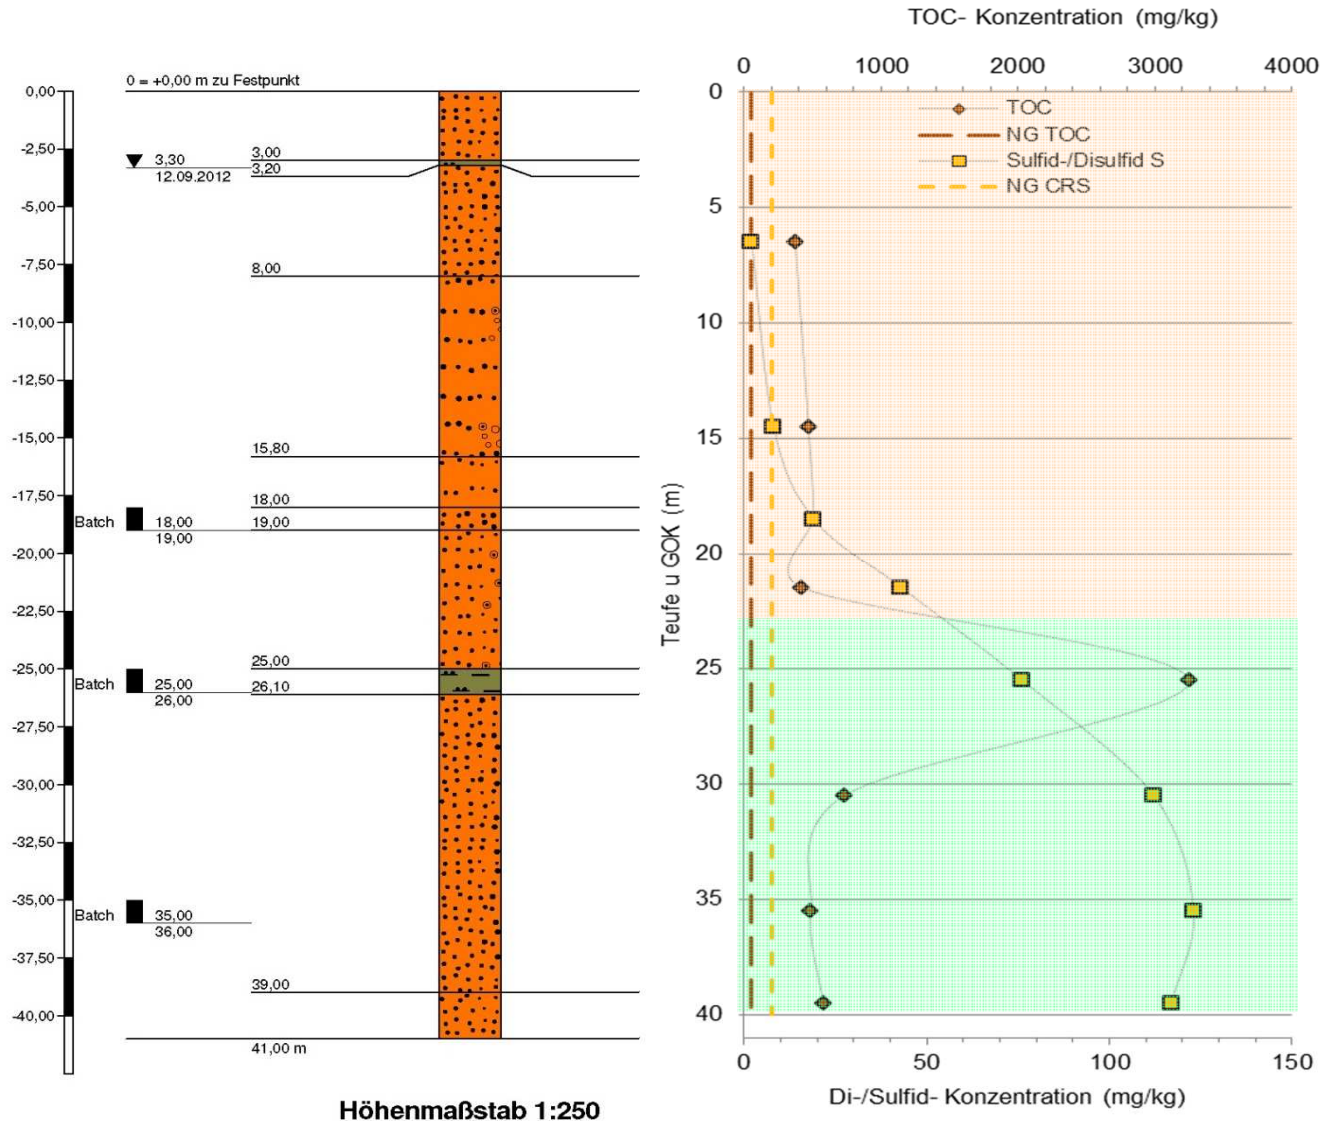 0 = +0,00 m zu Festpunkt
0,00
-2,50
-5,00
-7,50
-10,00
-12,50
-15,00
-17,50
-20,00
-22,50
-25,00
-27,50
-30,00
-32,50
-35,00
-37,50
-40,00
3,30
12.09.2012
Batch
18,00
19,00
Batch
25,00
26,00
Batch
35,00
36,00
3,00
3,20
8,00
15,80
18,00
19,00
25,00
26,10
39,00
41,00 m
Höhenmaßstab 1:250
TOC- Konzentration (mg/kg)
0 1000 2000 3000 4000
TOC
NG TOC
Sulfid-/Disulfid S
NG CRS
Teufe u GOK (m)
0
5
10
15
20
25
30
35
40
0 50 100 150
Di-/Sulfid- Konzentration (mg/kg)